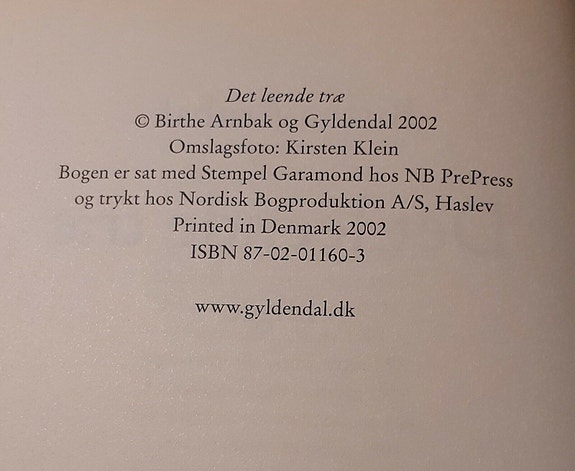 Det leende træ
© Birthe Arnbak og Gyldendal 2002
Omslagsfoto: Kirsten Klein
Bogen er sat med Stempel Garamond hos NB PrePress
og trykt hos Nordisk Bogproduktion A/S, Haslev
Printed in Denmark 2002
ISBN 87-02-01160-3
www.gyldendal.dk